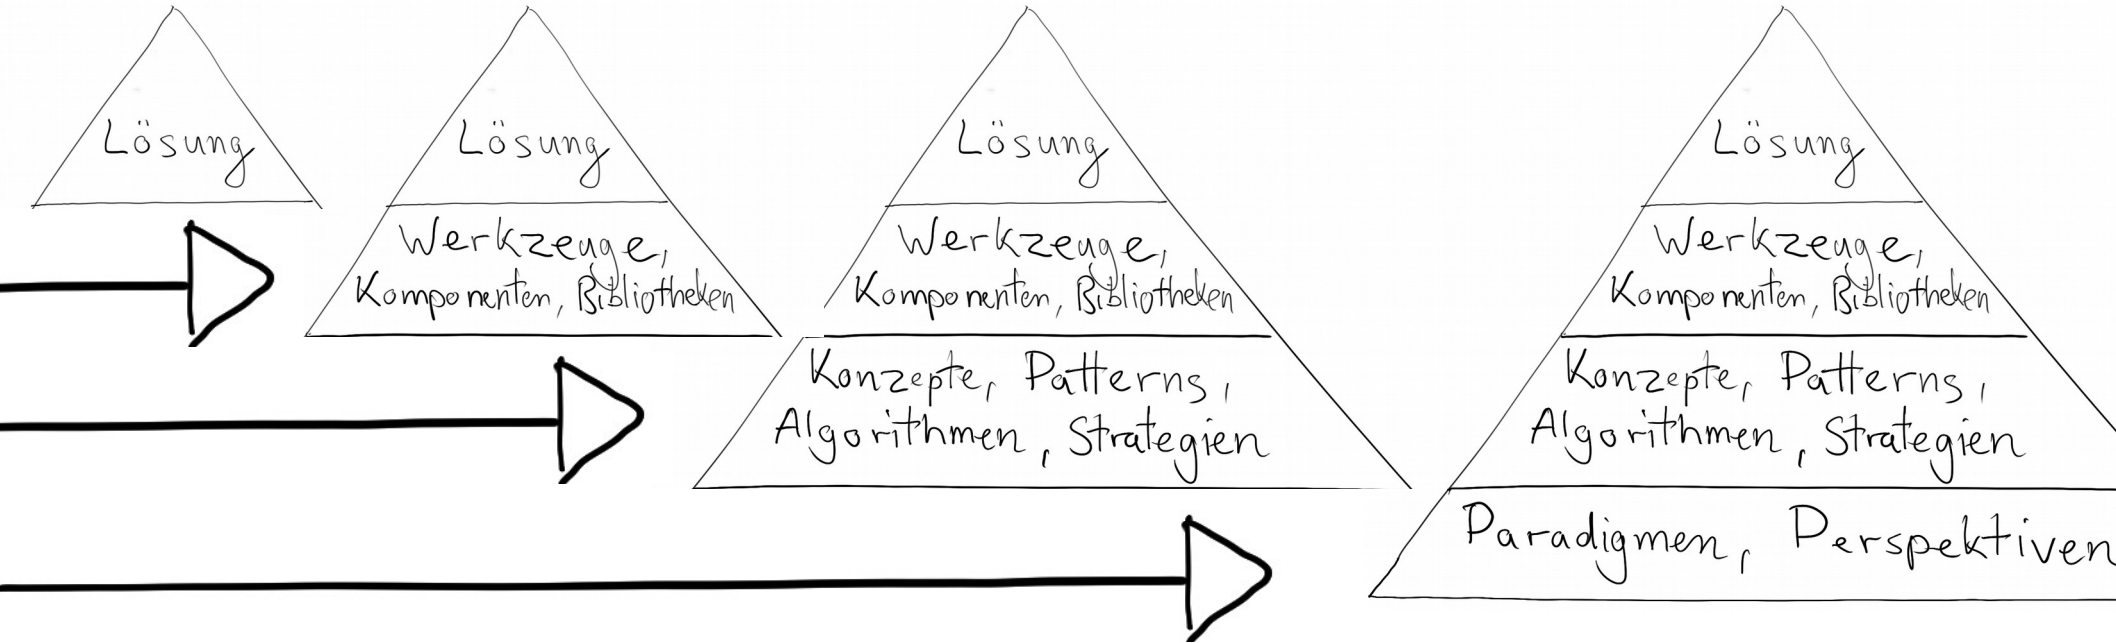 Lösung
Lösung
Werkzeuge,
Komponenten, Bibliotheken
Lösung
Werkzeuge,
Komponenten, Bibliotheken
Konzepte, Patterns,
Algorithmen, Strategien
Lösung
Werkzeuge,
Komponenten, Bibliotheken
Konzepte, Patterns,
Algorithmen, Strategien
Paradigmen, Perspektiven